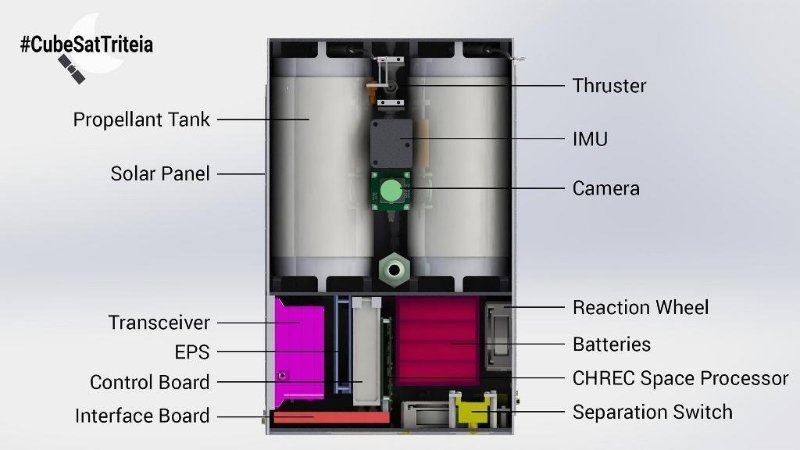 #CubeSatTriteia
Propellant Tank
Solar Panel
Transceiver
EPS
Control Board
Interface Board
Thruster
IMU
Camera
Reaction Wheel
Batteries
CHREC Space Processor
Separation Switch